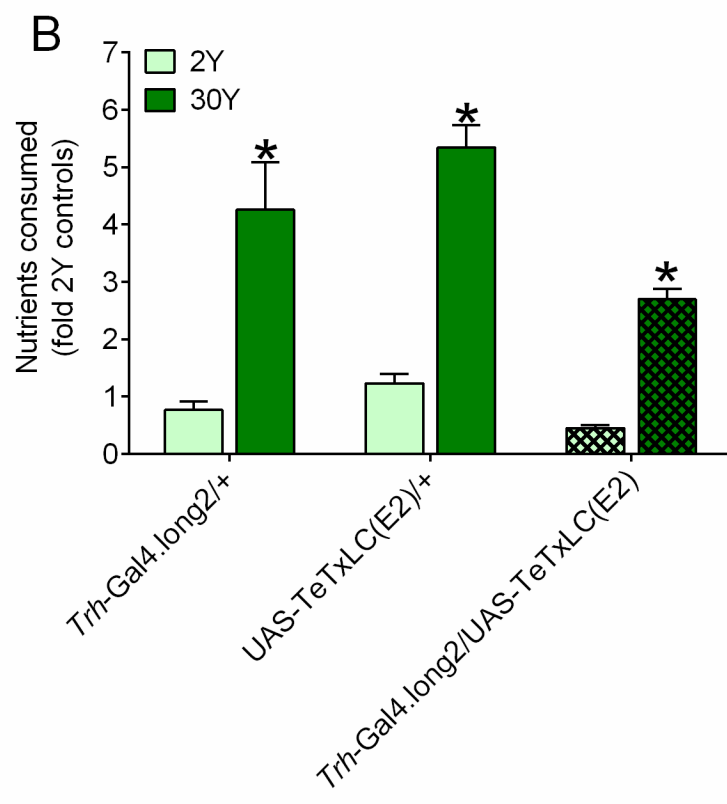 B
2Y
30Y
Nutrients consumed
(fold 2Y controls)
7
6
5
4
3
2
1
0
*
*
*
Trh-Gal4.long2/+
UAS-TeTxLC(E2)/+
Trh-Gal4.long2/UAS-TeTxLC(E2)